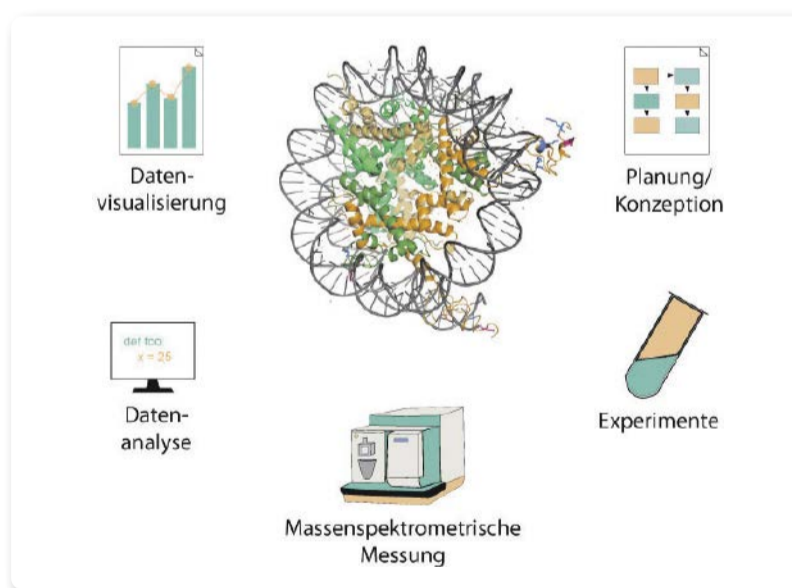 Daten-
visualisierung
Planung/
Konzeption
def foo:
x = 25
Daten-
analyse
Experimente
Massenspektrometrische
Messung